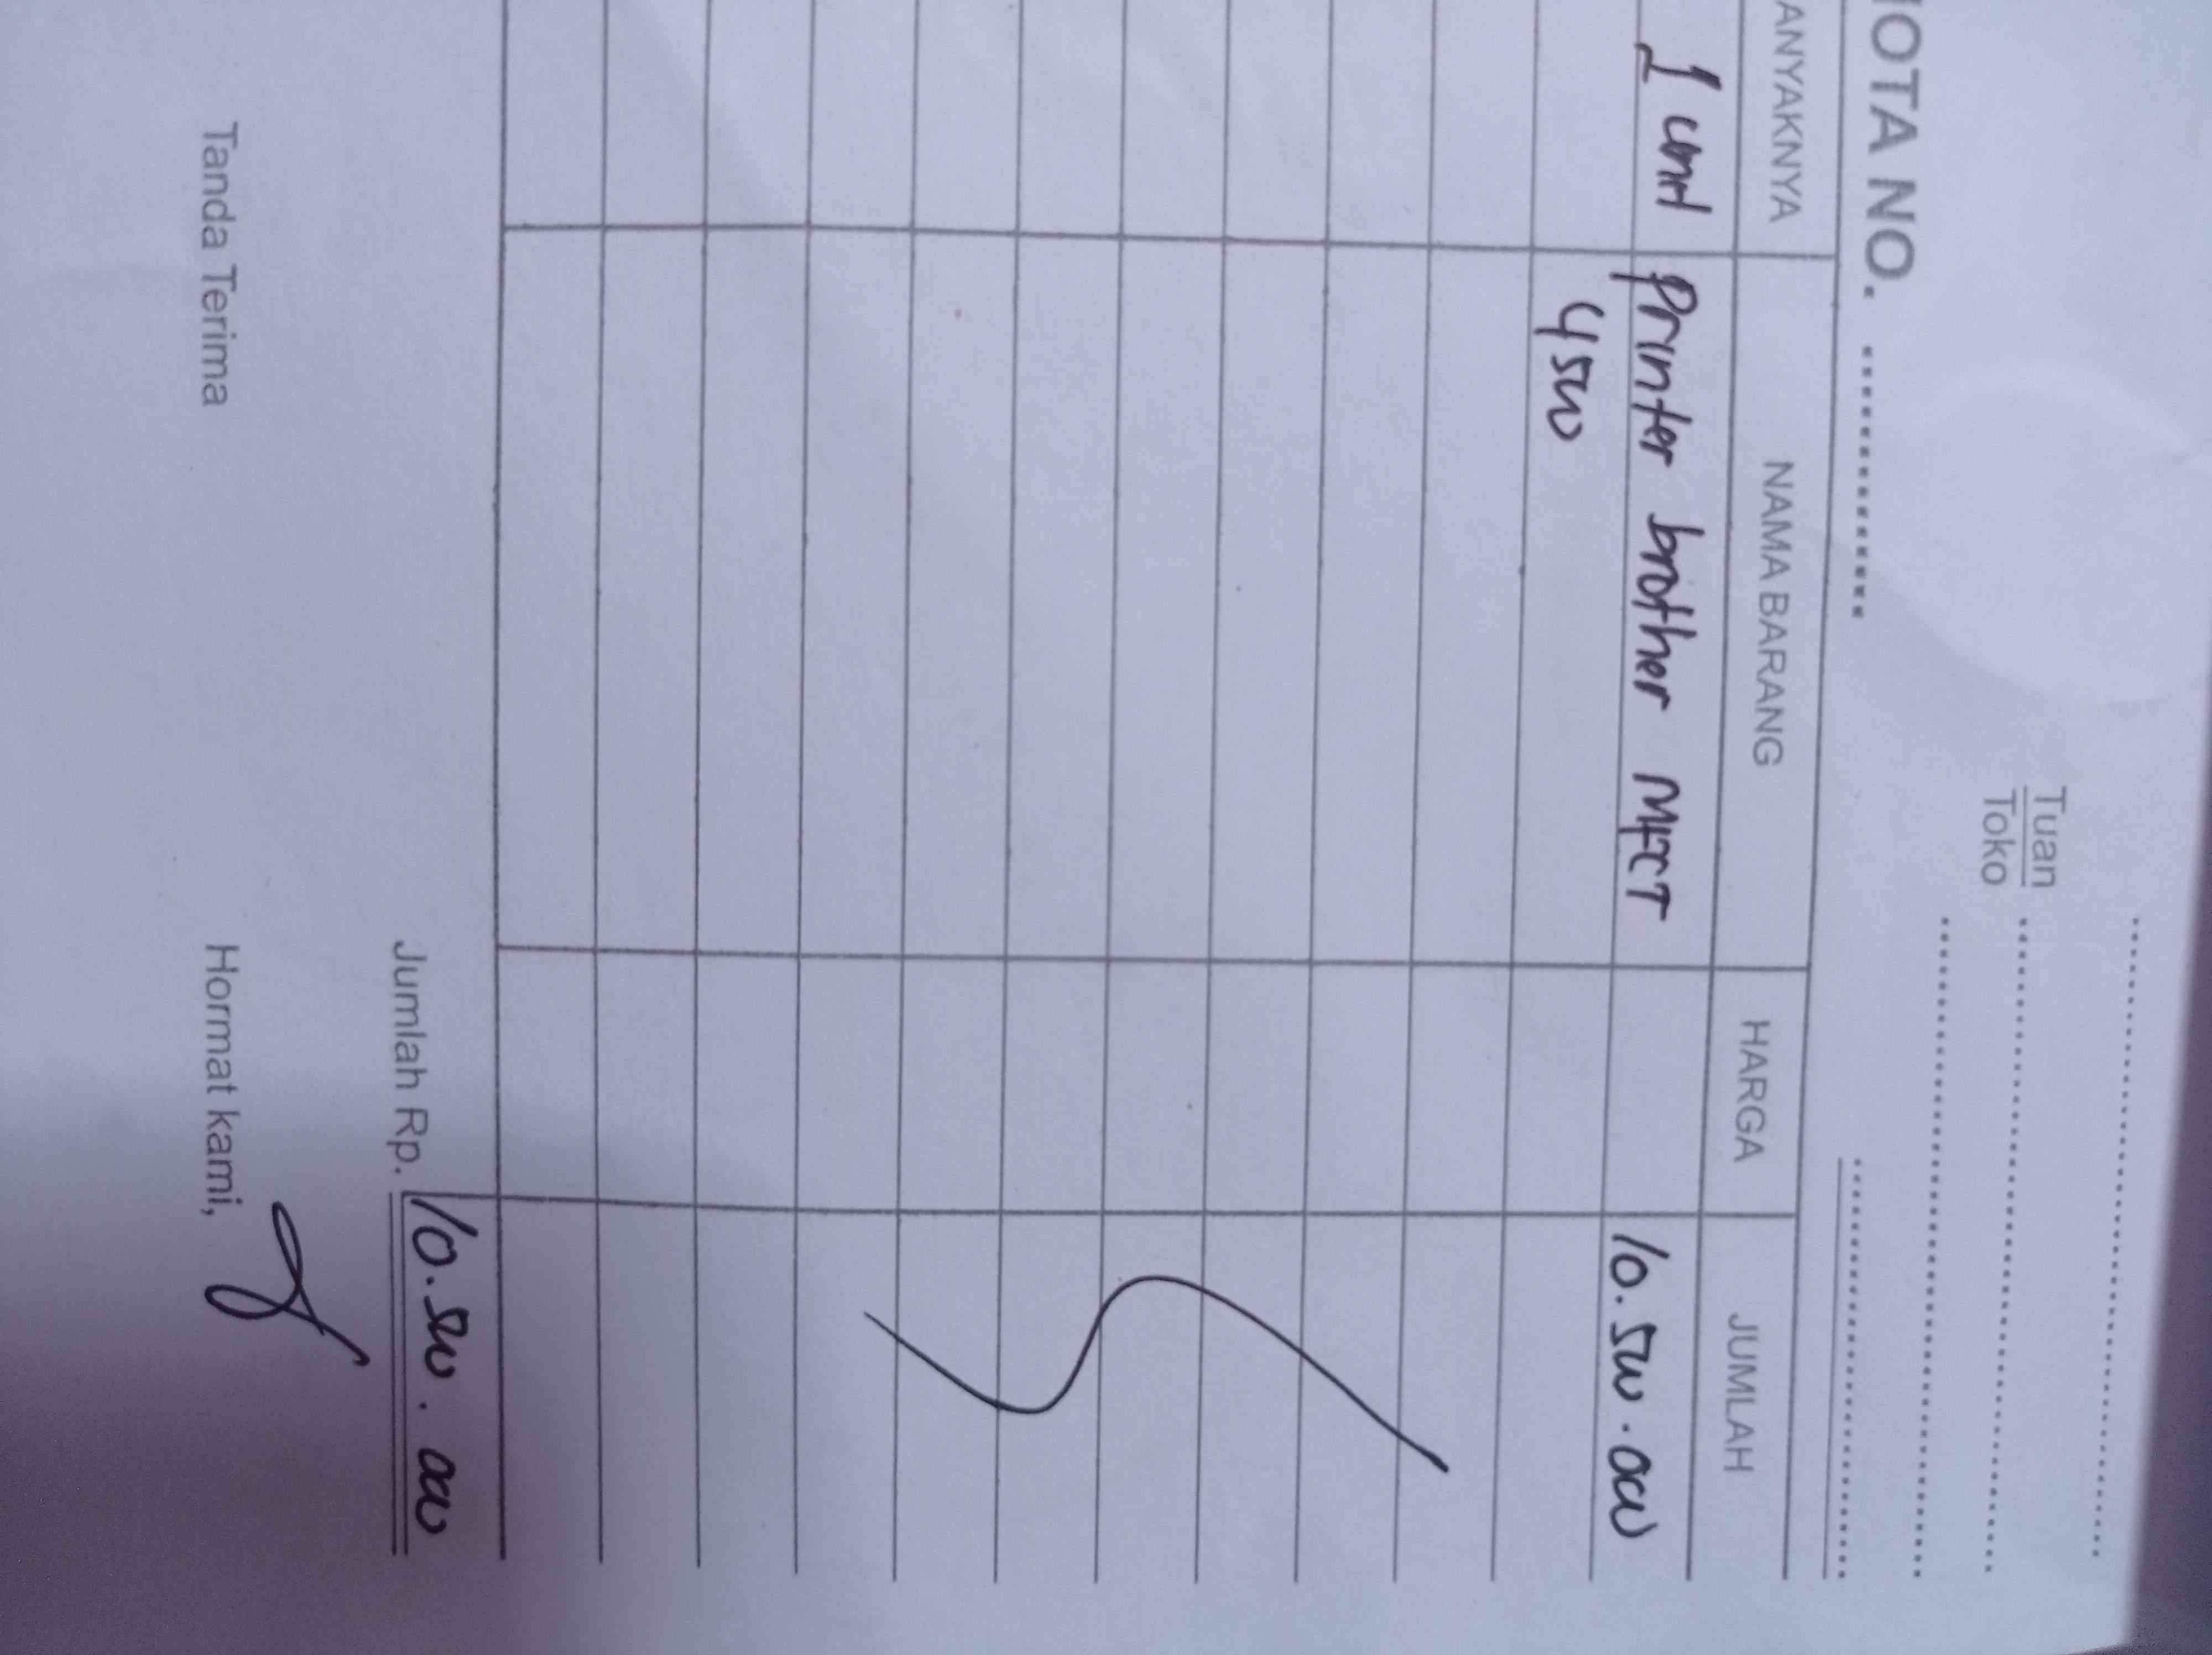 Tuan
Toko
NOTA NO.
ANYAKNYA NAMA BARANG HARGA JUMLAH
1 unit Printer brother MFCT 10.500.000
4500
Jumlah Rp. 10.500.000
Tanda Terima Hormat kami,